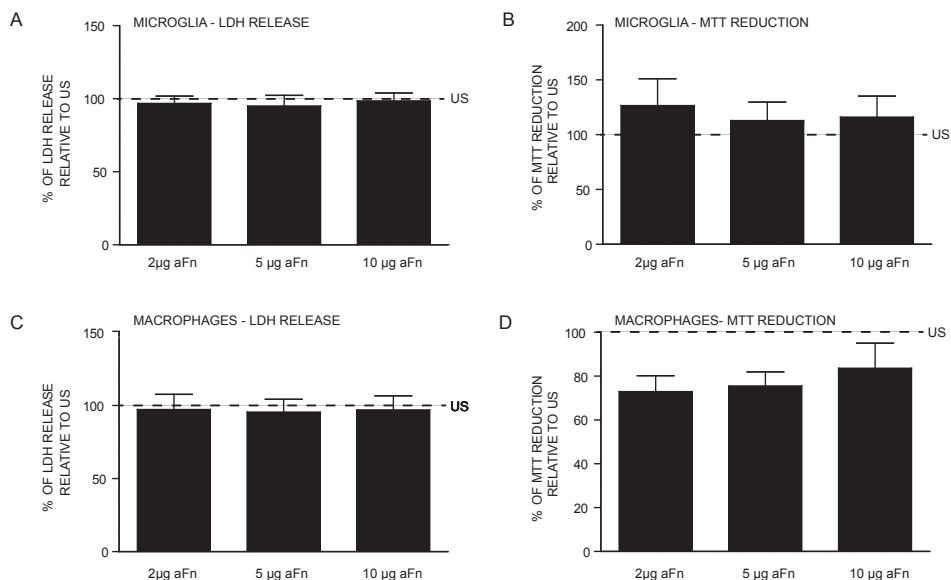 A
MICROGLIA - LDH RELEASE
% OF LDH RELEASE
RELATIVE TO US
150
100
50
0
US
2µg aFn
5 µg aFn
10 µg aFn
B
MICROGLIA - MTT REDUCTION
% OF MTT REDUCTION
RELATIVE TO US
200
150
100
50
0
US
2µg aFn
5 µg aFn
10 µg aFn
C
MACROPHAGES - LDH RELEASE
% OF LDH RELEASE
RELATIVE TO US
150
100
50
0
US
2µg aFn
5 µg aFn
10 µg aFn
D
MACROPHAGES- MTT REDUCTION
% OF MTT REDUCTION
RELATIVE TO US
100
80
60
40
20
0
US
2µg aFn
5 µg aFn
10 µg aFn